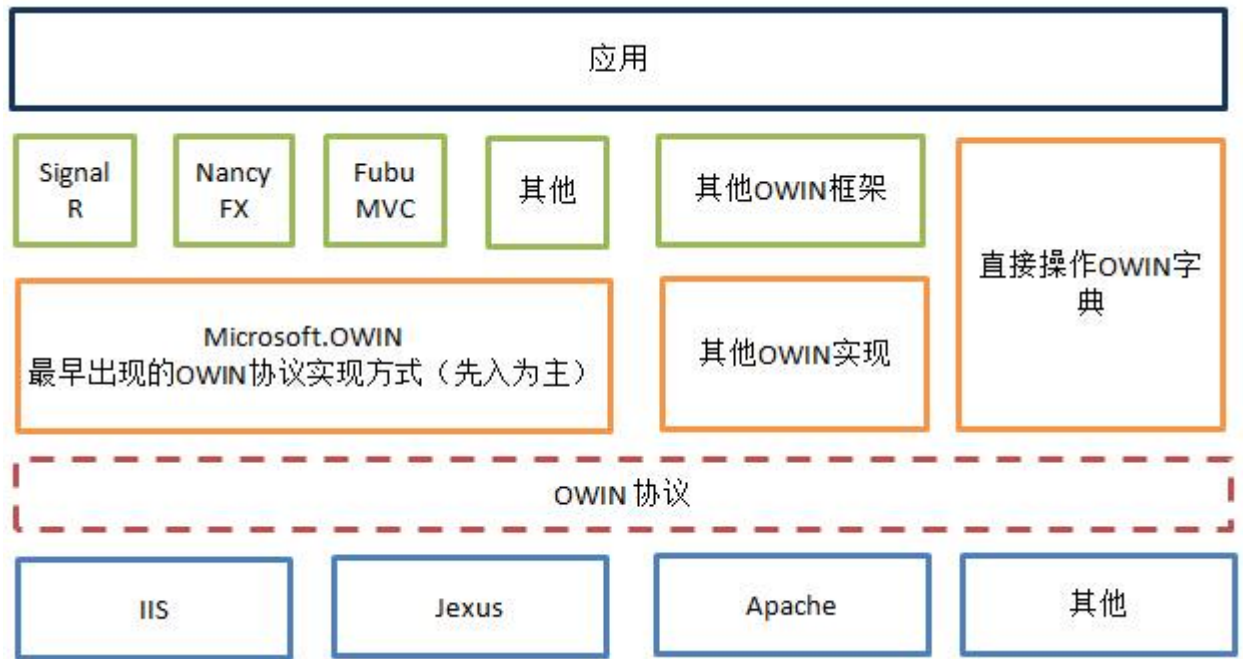 应用
Signal
R
Nancy
FX
Fubu
MVC
其他
其他OWIN框架
直接操作OWIN字
典
Microsoft.OWIN
最早出现的OWIN协议实现方式（先入为主）
其他OWIN实现
OWIN 协议
IIS
Jexus
Apache
其他